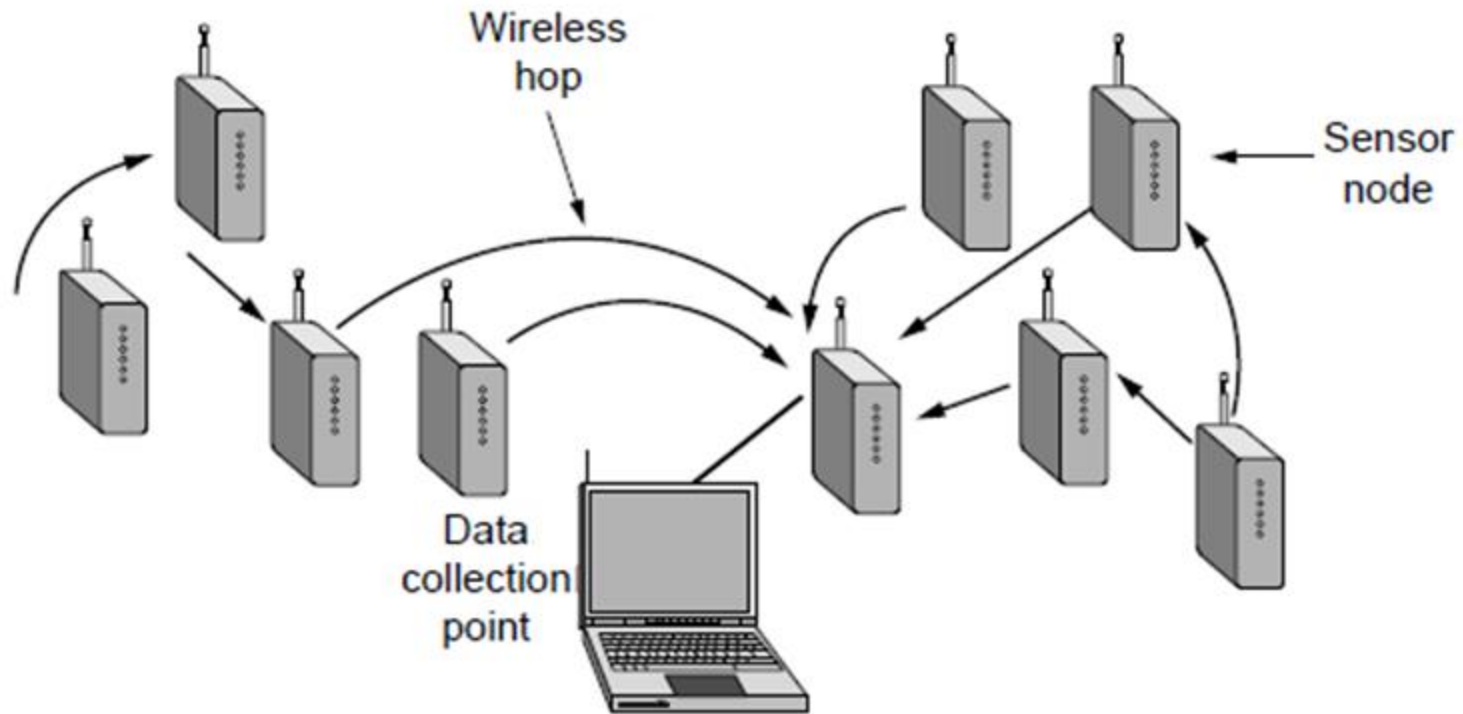 Wireless
hop
Sensor
node
Data
collection
point